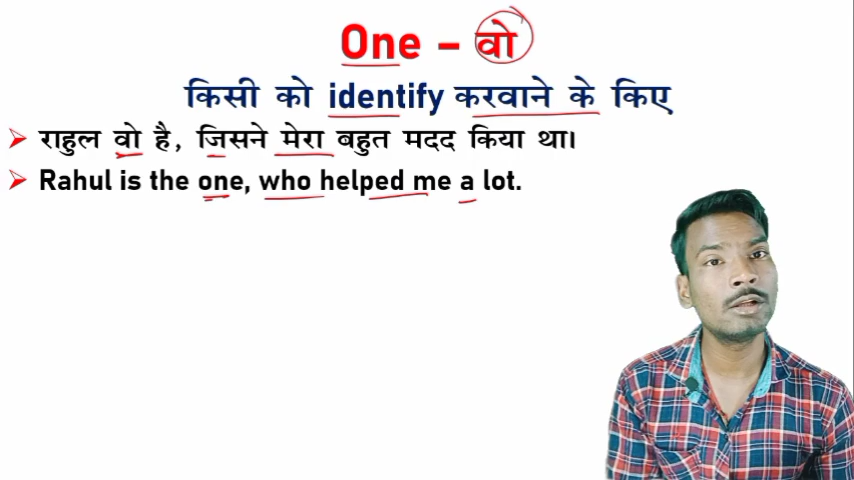 One – वो
किसी को identify करवाने के किए
राहुल वो है, जिसने मेरा बहुत मदद किया था।
Rahul is the one, who helped me a lot.